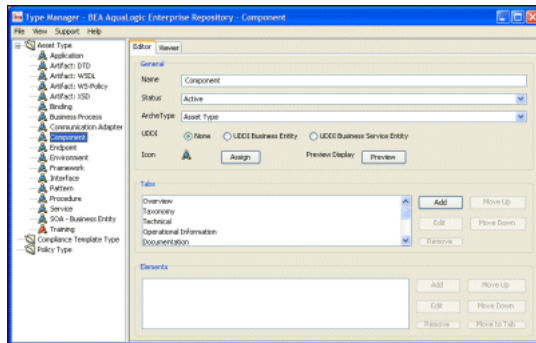 Type Manager - BEA AquaLogic Enterprise Repository - Component
File View Support Help
Asset Type
Application
Artifact: DTD
Artifact: WSDL
Artifact: WS-Policy
Artifact: XSD
Binding
Business Process
Communication Adapter
Component
Endpoint
Environment
Framework
Interface
Pattern
Procedure
Service
SOA - Business Entity
Training
Compliance Template Type
Policy Type
Editor Viewer
General
Name Component
Status Active
ArcheType Asset Type
UDDI None UDDI Business Entity UDDI Business Service Entity
Icon Assign Preview Display Preview
Tabs
Overview
Taxonomy
Technical
Operational Information
Documentation
Add Move Up
Edit Move Down
Remove
Elements
Add Move Up
Edit Move Down
Remove Move to Tab